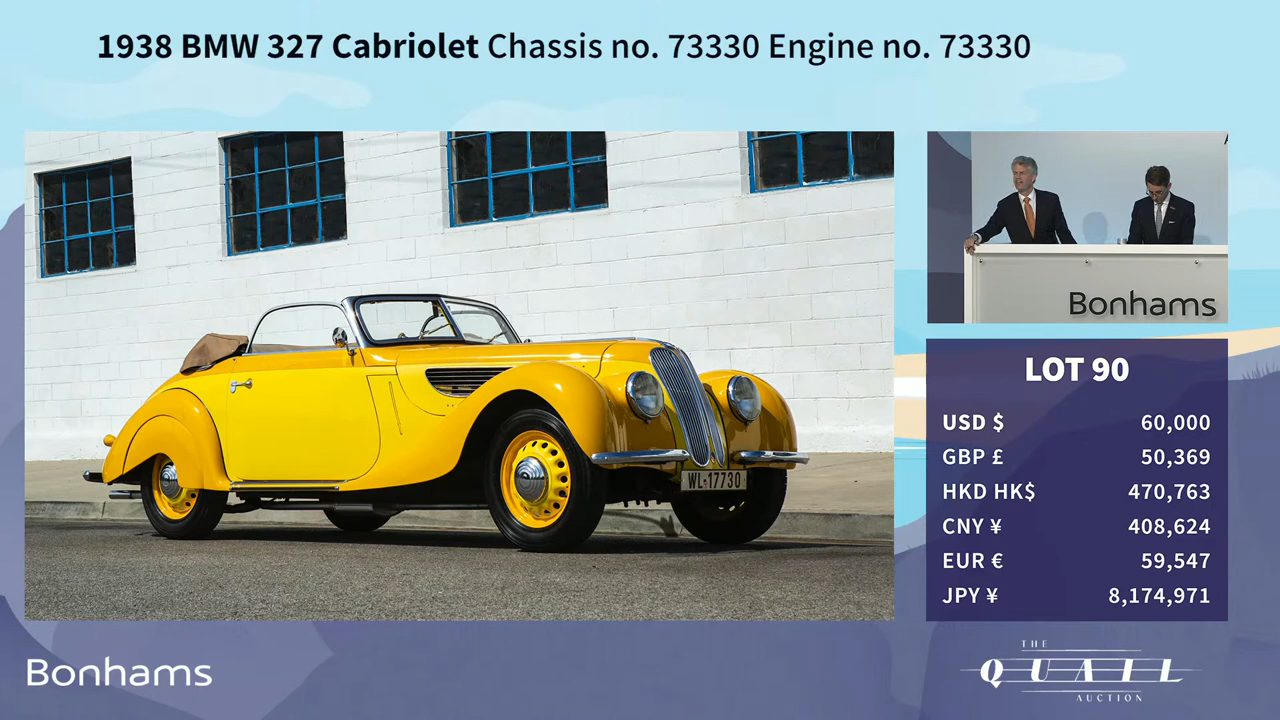 1938 BMW 327 Cabriolet Chassis no. 73330 Engine no. 73330
WL-17730
Bonhams
LOT 90
USD $ 60,000
GBP £ 50,369
HKD HK$ 470,763
CNY ¥ 408,624
EUR € 59,547
JPY ¥ 8,174,971
Bonhams
THE
QUAIL
AUCTION